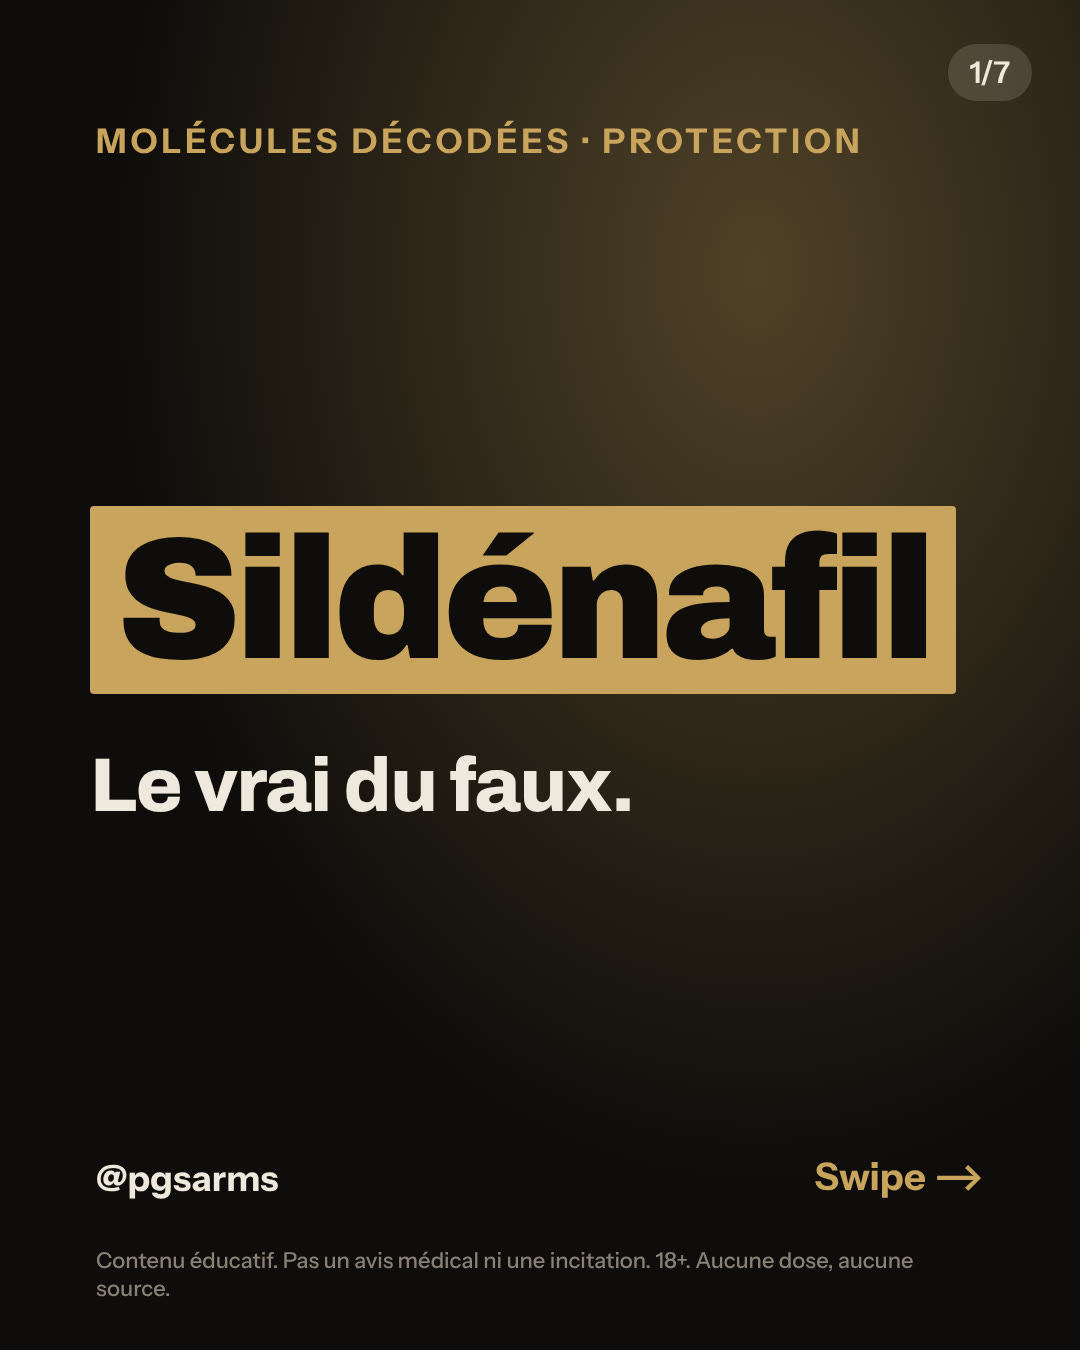 1/7
MOLÉCULES DÉCODÉES · PROTECTION
Sildénafil
Le vrai du faux.
@pgsarms
Swipe →
Contenu éducatif. Pas un avis médical ni une incitation. 18+. Aucune dose, aucune
source.